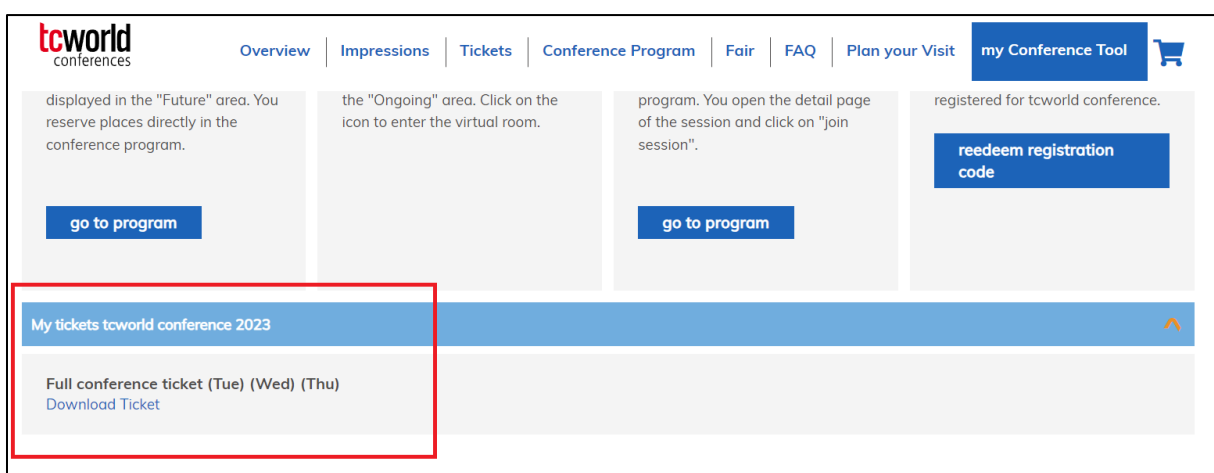 tcworld
conferences
Overview
Impressions
Tickets
Conference Program
Fair
FAQ
Plan your Visit
my Conference Tool
displayed in the "Future" area. You
reserve places directly in the
conference program.
go to program
the "Ongoing" area. Click on the
icon to enter the virtual room.
program. You open the detail page
of the session and click on "join
session".
go to program
registered for tcworld conference.
reedeem registration
code
My tickets tcworld conference 2023
Full conference ticket (Tue) (Wed) (Thu)
Download Ticket